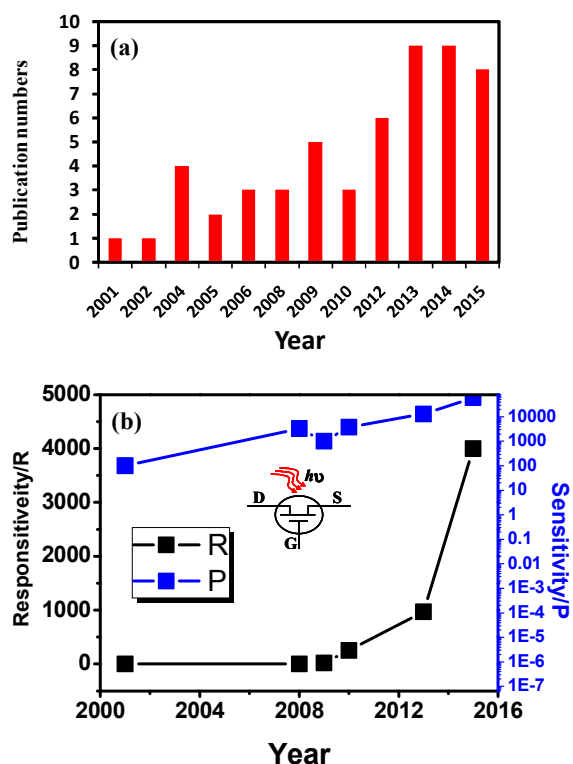 (a)
Publication numbers
10
9
8
7
6
5
4
3
2
1
0
2001 2002 2004 2005 2006 2008 2009 2010 2012 2013 2014 2015
Year
(b)
Responsitiveity/R
5000
4000
3000
2000
1000
0
hυ
D S
G
R
P
10000
1000
100
10
1
0.1
0.01
1E-3
1E-4
1E-5
1E-6
1E-7
Sensitivity/P
2000 2004 2008 2012 2016
Year